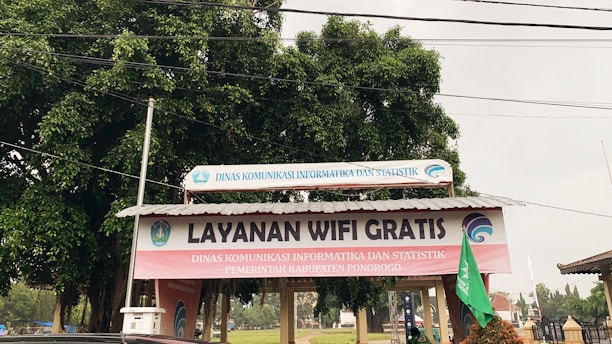 DINAS KOMUNIKASI INFORMATIKA DAN STATISTIK
LAYANAN WIFI GRATIS
DINAS KOMUNIKASI INFORMATIKA DAN STATISTIK
PEMERINTAH KABUPATEN PONOROGO